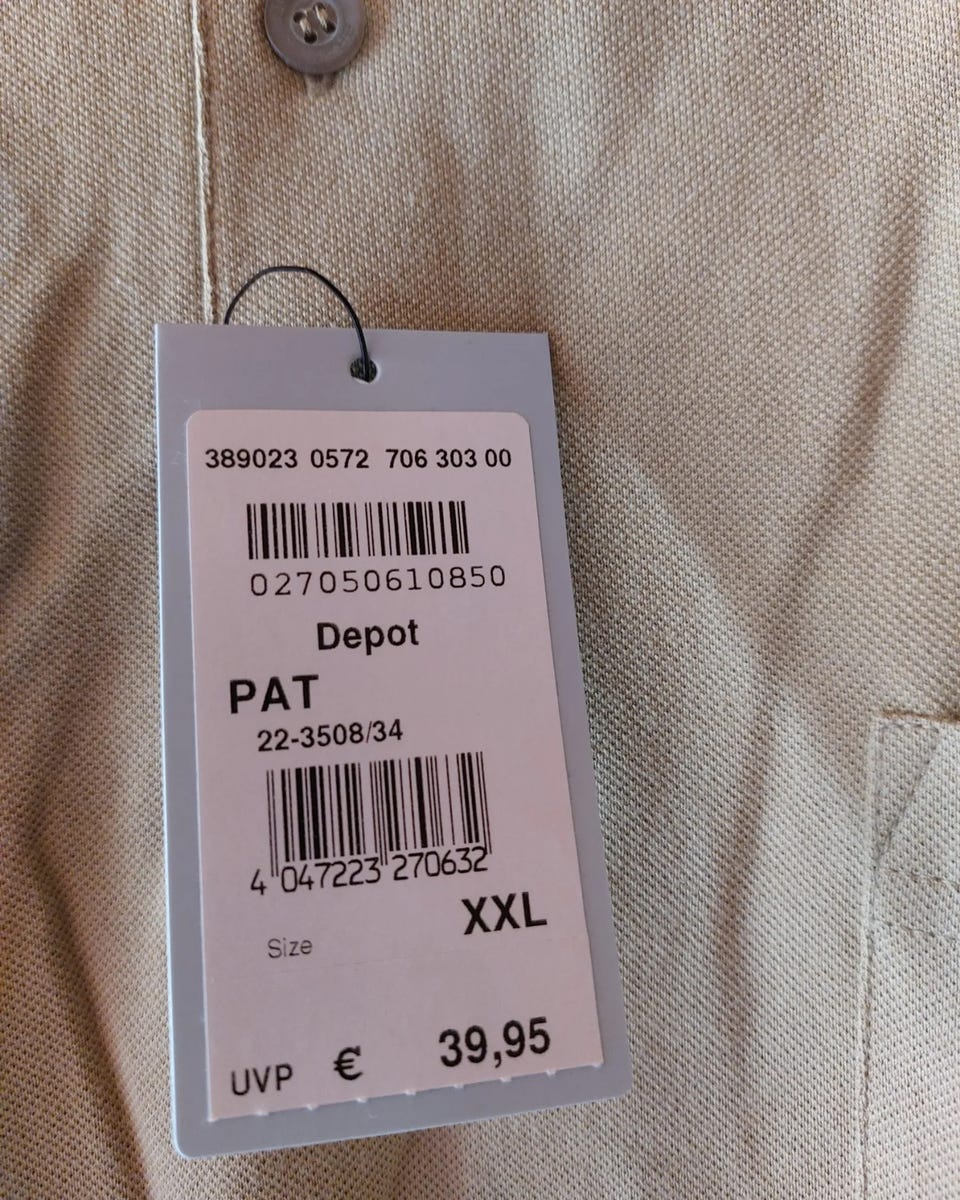 389023 0572 706 303 00
027050610850
Depot
PAT
22-3508/34
4 047223 270632
XXL
Size
UVP € 39,95